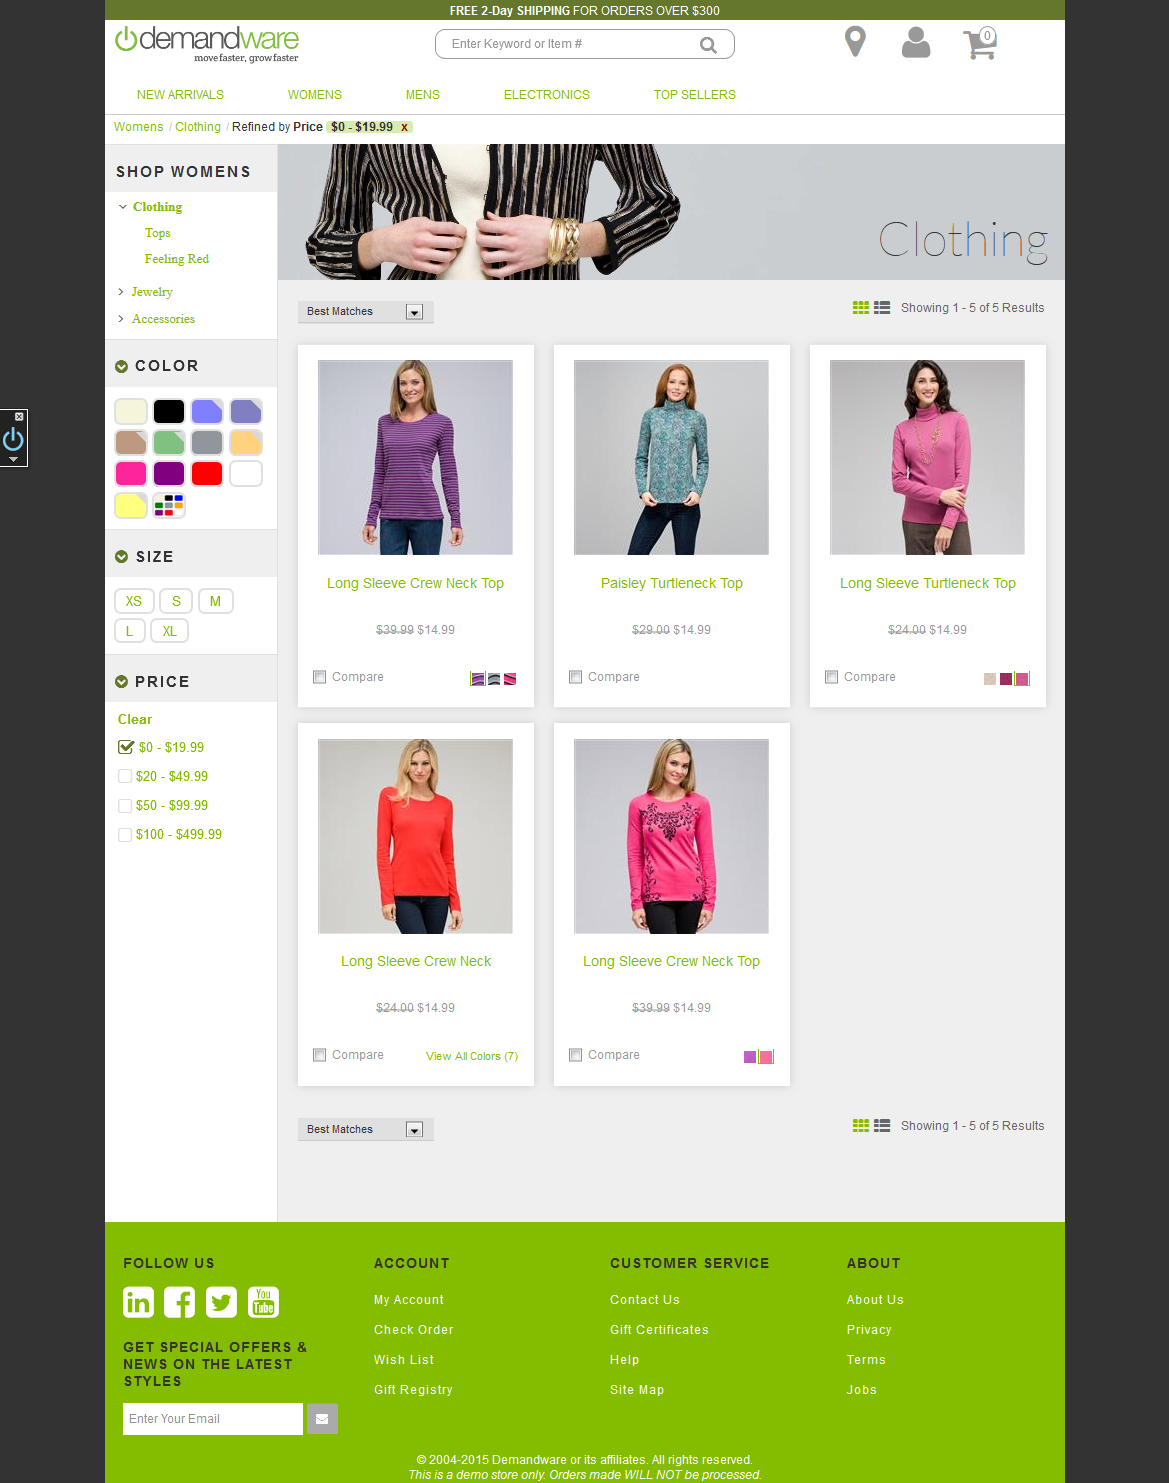 FREE 2-Day SHIPPING FOR ORDERS OVER $300
demandware
move faster, grow faster
Enter Keyword or Item #
0
NEW ARRIVALS WOMENS MENS ELECTRONICS TOP SELLERS
Womens / Clothing / Refined by Price $0 - $19.99 x
SHOP WOMENS
Clothing
Tops
Feeling Red
Jewelry
Accessories
Clothing
Best Matches
Showing 1 - 5 of 5 Results
COLOR
SIZE
XS S M
L XL
PRICE
Clear
$0 - $19.99
$20 - $49.99
$50 - $99.99
$100 - $499.99
Long Sleeve Crew Neck Top
$39.99 $14.99
Compare
Paisley Turtleneck Top
$29.00 $14.99
Compare
Long Sleeve Turtleneck Top
$24.00 $14.99
Compare
Long Sleeve Crew Neck
$24.00 $14.99
Compare View All Colors (7)
Long Sleeve Crew Neck Top
$39.99 $14.99
Compare
Best Matches
Showing 1 - 5 of 5 Results
FOLLOW US
in f You Tube
GET SPECIAL OFFERS &
NEWS ON THE LATEST
STYLES
Enter Your Email
ACCOUNT
My Account
Check Order
Wish List
Gift Registry
CUSTOMER SERVICE
Contact Us
Gift Certificates
Help
Site Map
ABOUT
About Us
Privacy
Terms
Jobs
© 2004-2015 Demandware or its affiliates. All rights reserved.
This is a demo store only. Orders made WILL NOT be processed.